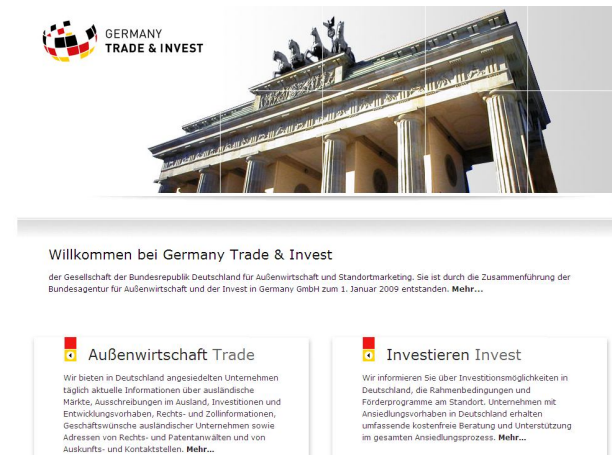 GERMANY
TRADE & INVEST
Willkommen bei Germany Trade & Invest
der Gesellschaft der Bundesrepublik Deutschland für Außenwirtschaft und Standortmarketing. Sie ist durch die Zusammenführung der
Bundesagentur für Außenwirtschaft und der Invest in Germany GmbH zum 1. Januar 2009 entstanden. Mehr...
Außenwirtschaft Trade
Wir bieten in Deutschland angesiedelten Unternehmen
täglich aktuelle Informationen über ausländische
Märkte, Ausschreibungen im Ausland, Investitionen und
Entwicklungsvorhaben, Rechts- und Zollinformationen,
Geschäftswünsche ausländischer Unternehmen sowie
Adressen von Rechts- und Patentanwälten und von
Auskunfts- und Kontaktstellen. Mehr...
Investieren Invest
Wir informieren Sie über Investitionsmöglichkeiten in
Deutschland, die Rahmenbedingungen und
Förderprogramme am Standort. Unternehmen mit
Ansiedlungsvorhaben in Deutschland erhalten
umfassende kostenfreie Beratung und Unterstützung
im gesamten Ansiedlungsprozess. Mehr...